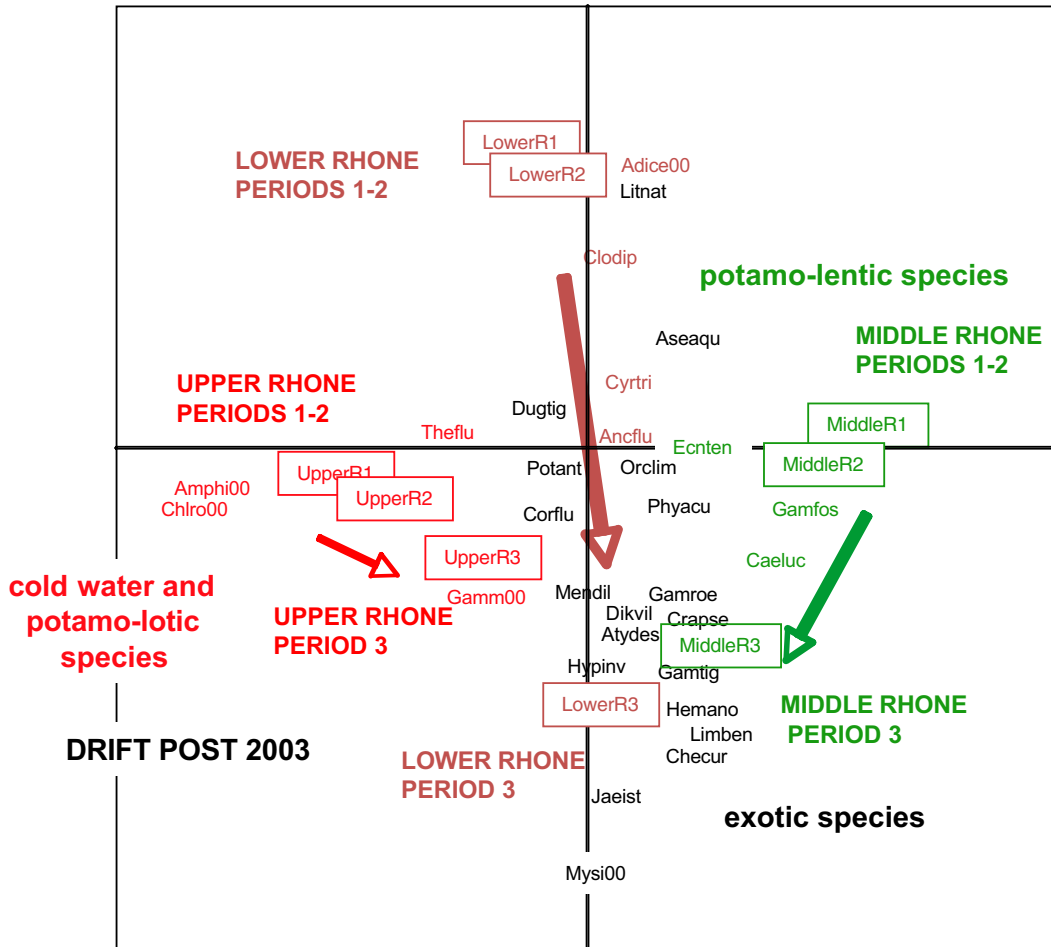 LowerR1
LOWER RHONE
PERIODS 1-2
LowerR2
Adice00
Litnat
Clodip
potamo-lentic species
Aseaqu
MIDDLE RHONE
PERIODS 1-2
UPPER RHONE
PERIODS 1-2
Cyrtri
Dugtig
Theflu
Ancflu
Ecnten
MiddleR1
UpperR1
Potant
Orclim
MiddleR2
Amphi00
Chlro00
UpperR2
Corflu
Phyacu
Gamfos
UpperR3
Caeluc
cold water and
potamo-lotic
species
Gamm00
Mendil
Gamroe
UPPER RHONE
PERIOD 3
Dikvil
Crapse
Atydes
MiddleR3
Hypinv
Gamtig
LowerR3
Hemano
MIDDLE RHONE
PERIOD 3
DRIFT POST 2003
Limben
LOWER RHONE
PERIOD 3
Checur
Jaeist
exotic species
Mysi00